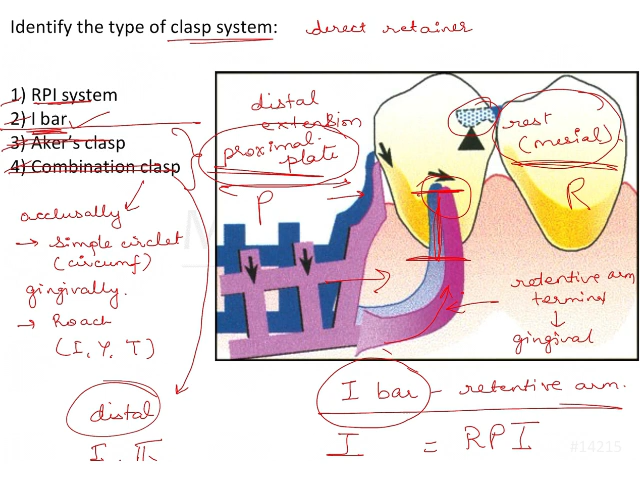 Identify the type of clasp system: direct retainer
1) RPI system
2) I bar
3) Aker's clasp
4) Combination clasp
occlusally
→ simple circlet
(circumf)
gingivally.
→ Roach
(I, Y, T)
distal
distal
extension
proximal
plate
P
rest
(mesial)
R
retentive arm
↓
gingival
I bar - retentive arm.
I = RPI
#14215